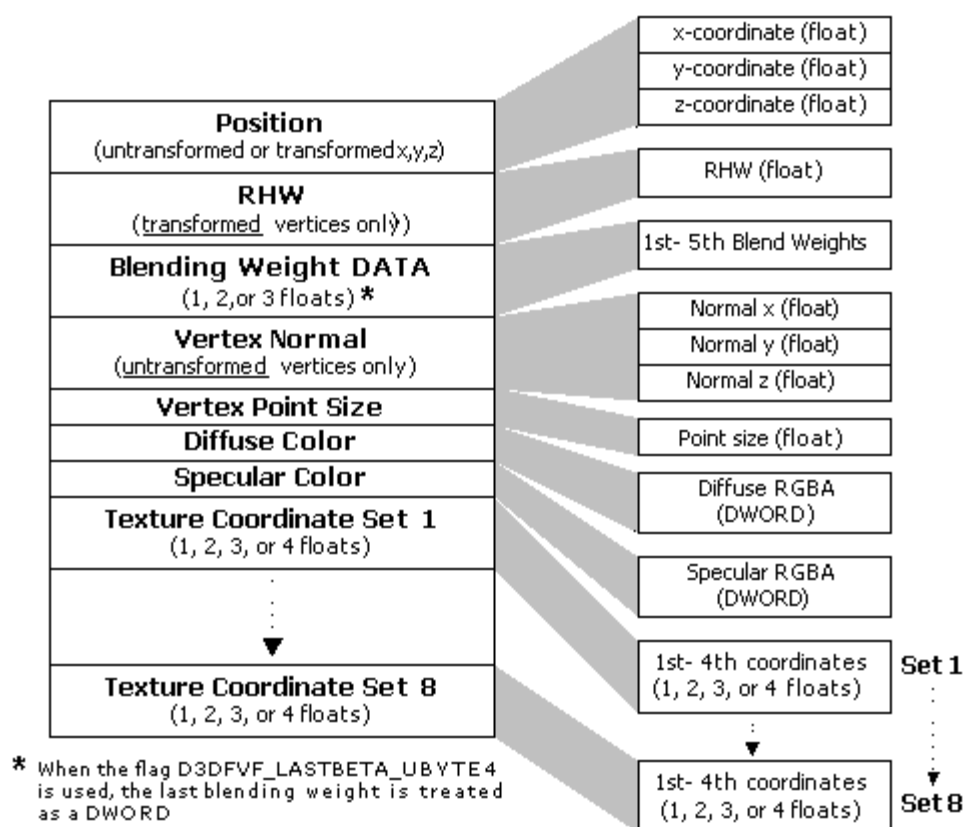 Position
(untransformed or transformed x,y,z)
RHW
(transformed vertices only)
Blending Weight DATA
(1, 2,or 3 floats) *
Vertex Normal
(untransformed vertices only)
Vertex Point Size
Diffuse Color
Specular Color
Texture Coordinate Set 1
(1, 2, 3, or 4 floats)
Texture Coordinate Set 8
(1, 2, 3, or 4 floats)
* When the flag D3DFVF_LASTBETA_UBYTE4
is used, the last blending weight is treated
as a DWORD
x-coordinate (float)
y-coordinate (float)
z-coordinate (float)
RHW (float)
1st- 5th Blend Weights
Normal x (float)
Normal y (float)
Normal z (float)
Point size (float)
Diffuse RGBA
(DWORD)
Specular RGBA
(DWORD)
1st- 4th coordinates
(1, 2, 3, or 4 floats)
Set 1
1st- 4th coordinates
(1, 2, 3, or 4 floats)
Set 8